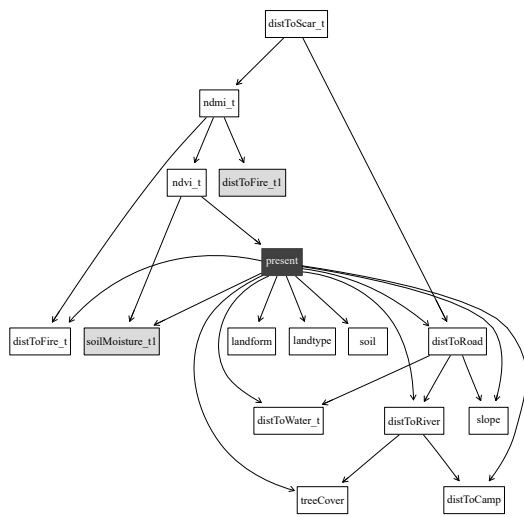 distToScar_t
ndmi_t
ndvi_t
distToFire_t1
present
distToFire_t
soilMoisture_t1
landform
landtype
soil
distToRoad
distToWater_t
distToRiver
slope
treeCover
distToCamp